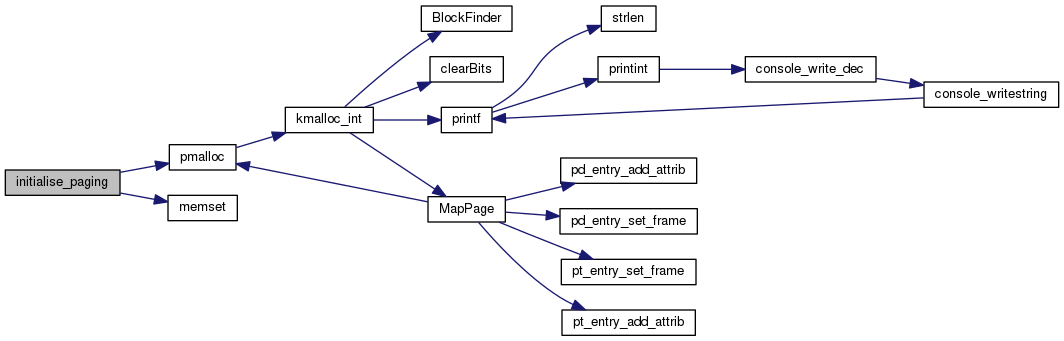 initialise_paging
pmalloc
memset
kmalloc_int
BlockFinder
clearBits
printf
MapPage
strlen
printint
console_write_dec
console_writestring
pd_entry_add_attrib
pd_entry_set_frame
pt_entry_set_frame
pt_entry_add_attrib